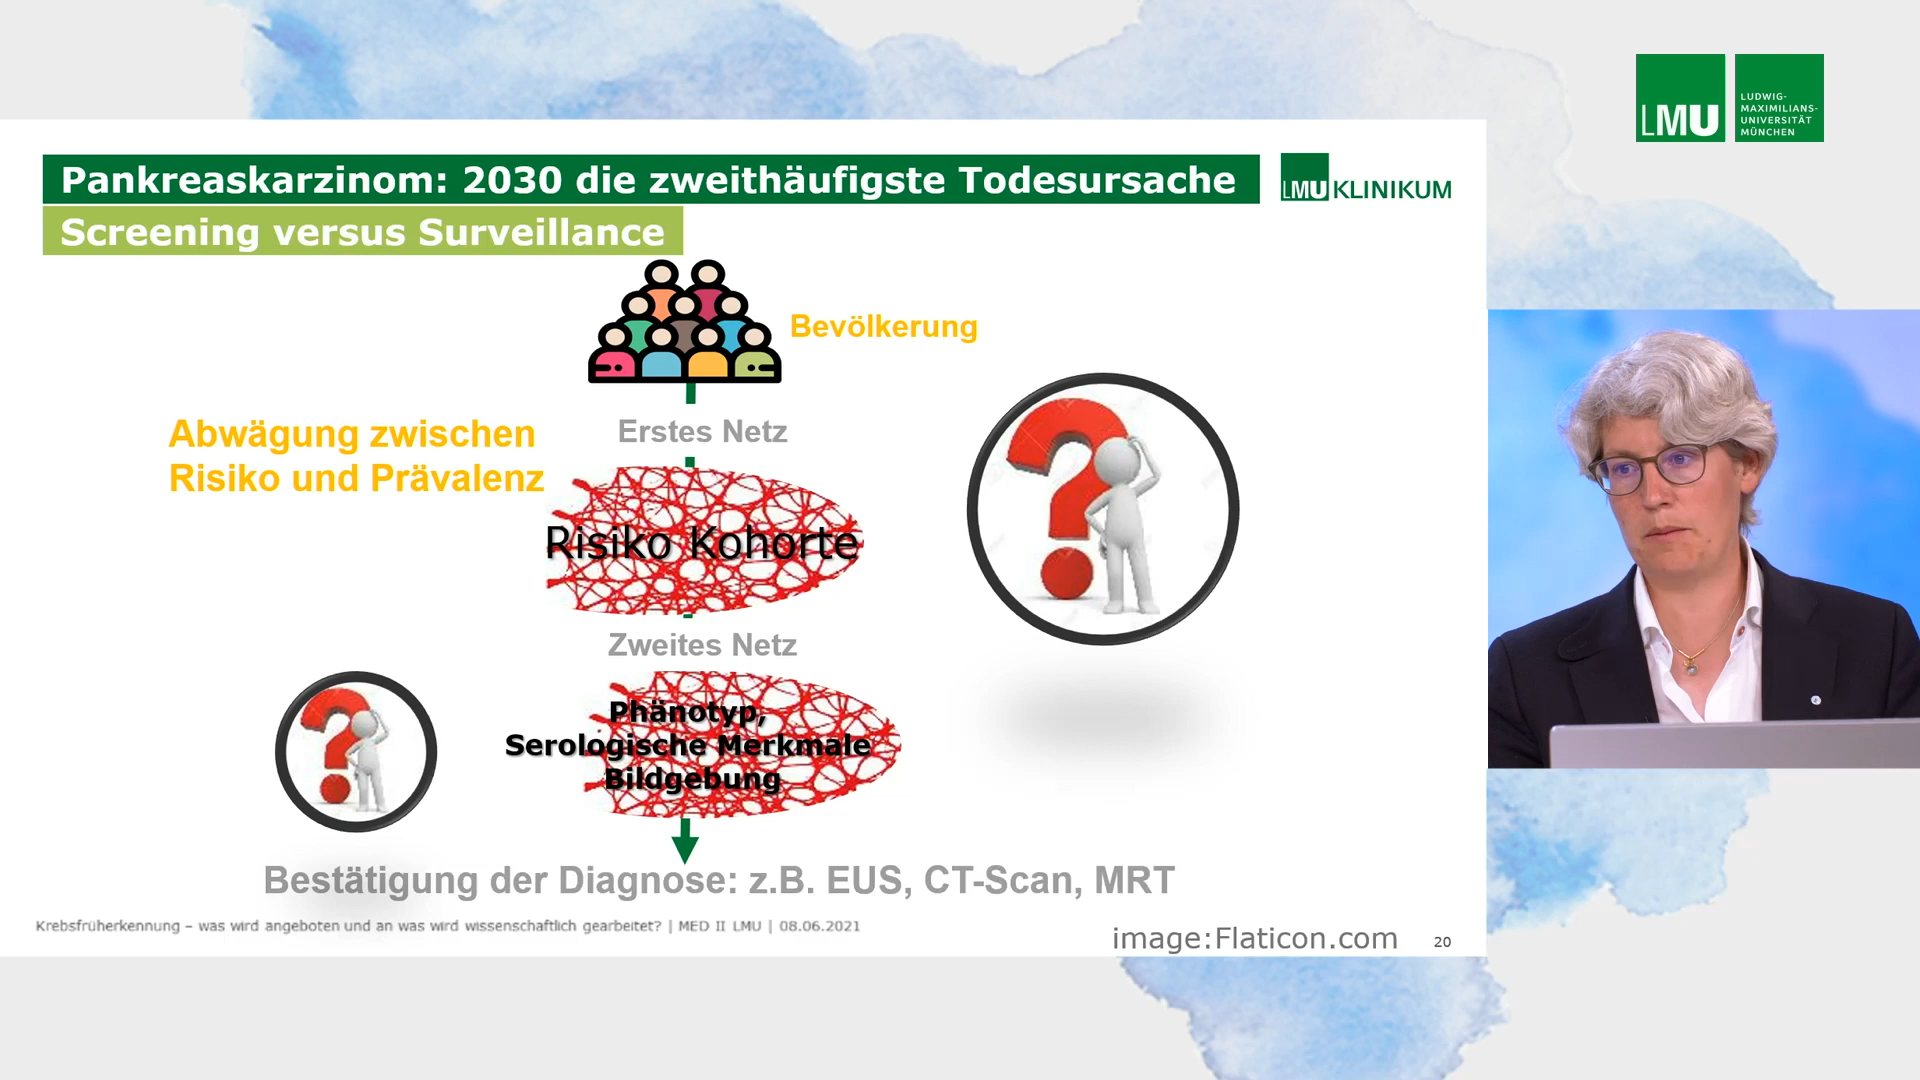 LMU
LUDWIG-
MAXIMILIANS-
UNIVERSITÄT
MÜNCHEN
Pankreaskarzinom: 2030 die zweithäufigste Todesursache
LMU KLINIKUM
Screening versus Surveillance
Bevölkerung
Abwägung zwischen
Risiko und Prävalenz
Erstes Netz
Risiko Kohorte
Zweites Netz
Phänotyp,
Serologische Merkmale
Bildgebung
Bestätigung der Diagnose: z.B. EUS, CT-Scan, MRT
Krebsfrüherkennung – was wird angeboten und an was wird wissenschaftlich gearbeitet? | MED II LMU | 08.06.2021
image:Flaticon.com
20